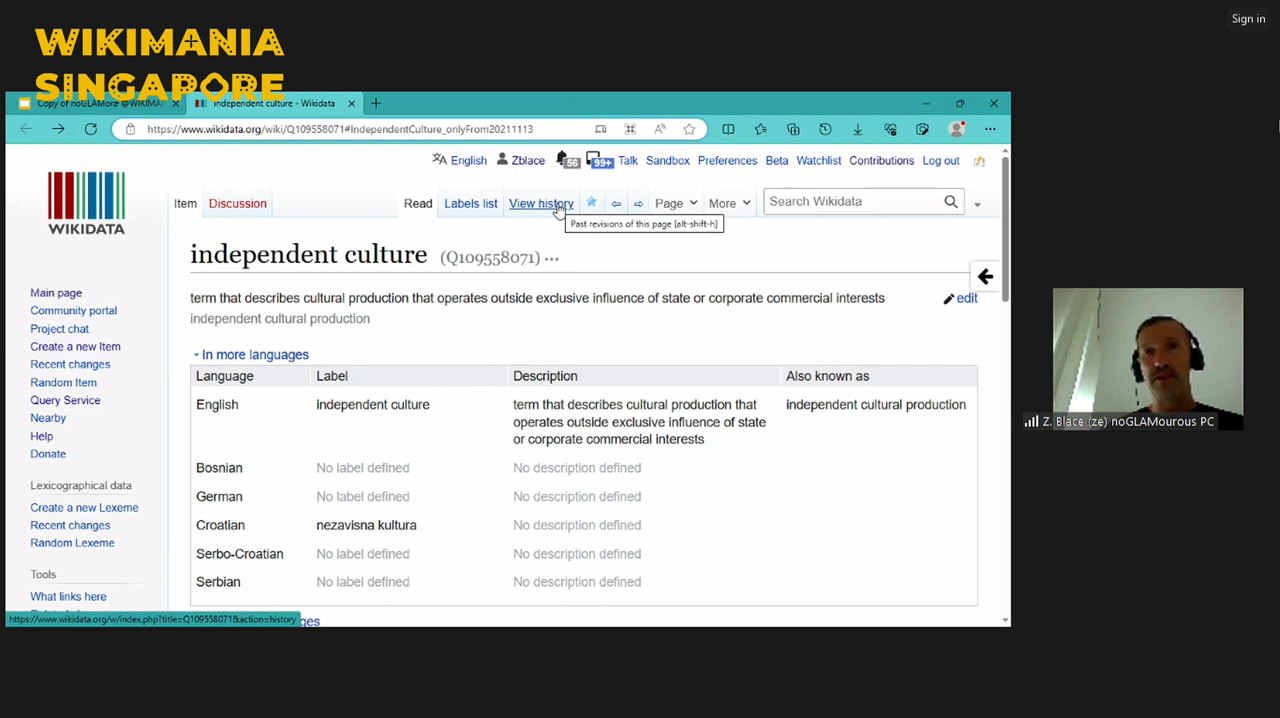 Sign in
WIKIMANIA
SINGAPORE
Copy of noGLAMore @WIKIMA
independent culture - Wikidata
https://www.wikidata.org/wiki/Q109558071#IndependentCulture_onlyFrom20211113
English Zblace 56 99+ Talk Sandbox Preferences Beta Watchlist Contributions Log out
Item Discussion Read Labels list View history Page More Search Wikidata
Past revisions of this page [alt-shift-h]
WIKIDATA
independent culture (Q109558071)
term that describes cultural production that operates outside exclusive influence of state or corporate commercial interests edit
independent cultural production
In more languages
Language Label Description Also known as
English independent culture term that describes cultural production that independent cultural production
operates outside exclusive influence of state
or corporate commercial interests
Bosnian No label defined No description defined
German No label defined No description defined
Croatian nezavisna kultura No description defined
Serbo-Croatian No label defined No description defined
Serbian No label defined No description defined
Main page
Community portal
Project chat
Create a new Item
Recent changes
Random Item
Query Service
Nearby
Help
Donate
Lexicographical data
Create a new Lexeme
Recent changes
Random Lexeme
Tools
What links here
https://www.wikidata.org/w/index.php?title=Q109558071&action=history
Z. Blace (ze) noGLAMourous PC